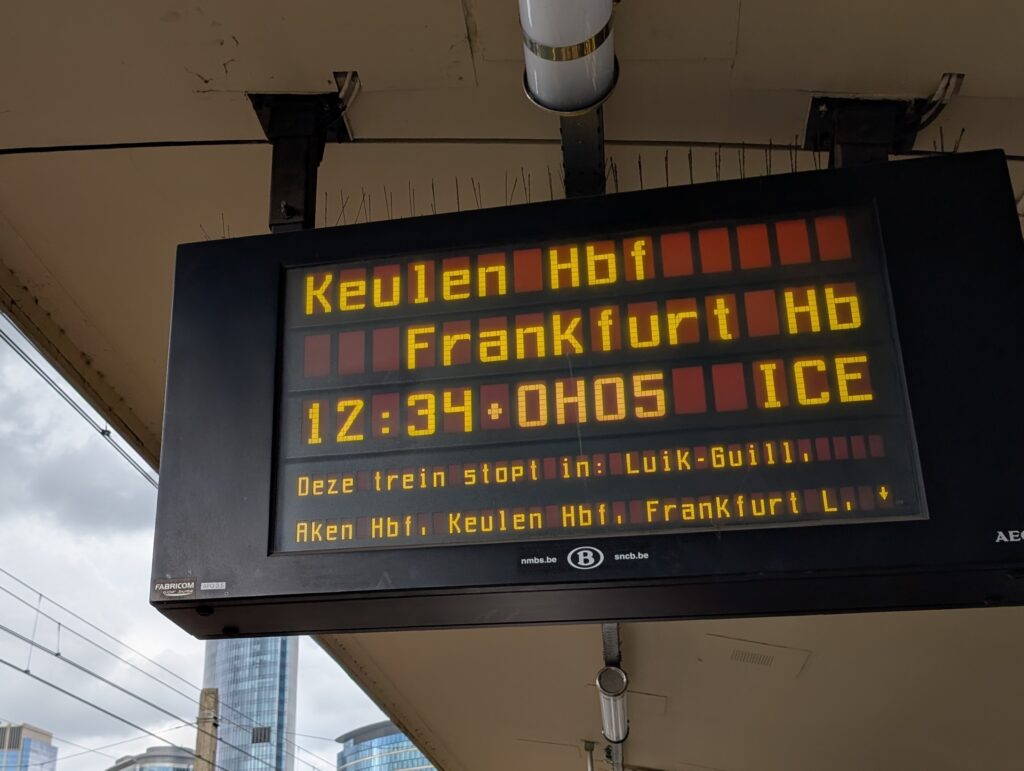 Keulen Hbf
Frankfurt Hb
12:34+0H05 ICE
Deze trein stopt in: Luik-Guill,
Aken Hbf, Keulen Hbf, Frankfurt L, ↓
nmbs.be B sncb.be
AEG
FABRICOM